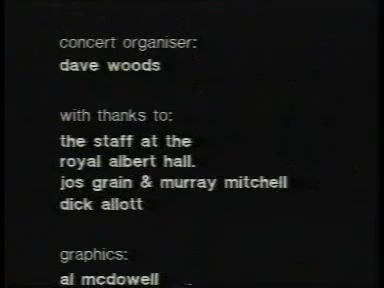 concert organiser:
dave woods
with thanks to:
the staff at the
royal albert hall.
jos grain & murray mitchell
dick allott
graphics:
al mcdowell